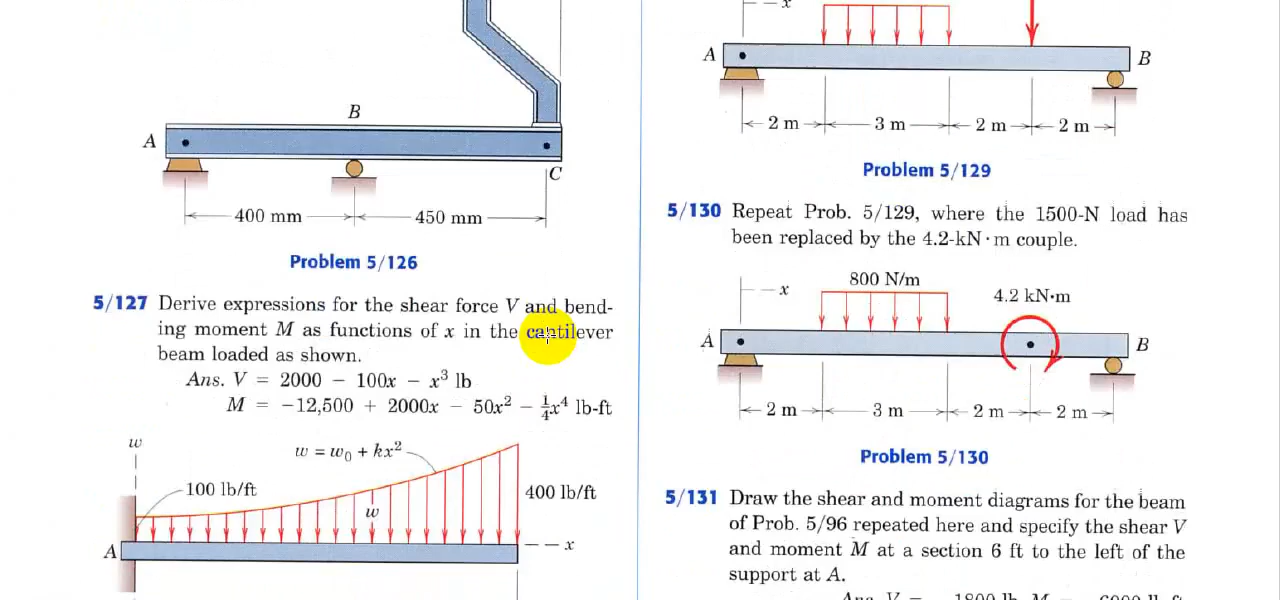 B
A
C
400 mm
450 mm
Problem 5/126
5/127 Derive expressions for the shear force V and bend-
ing moment M as functions of x in the cantilever
beam loaded as shown.
Ans. V = 2000 − 100x − x³ lb
M = −12,500 + 2000x − 50x² − ¼x⁴ lb-ft
w
w = w₀ + kx²
100 lb/ft
400 lb/ft
w
A
x
x
A
B
2 m
3 m
2 m
2 m
Problem 5/129
5/130 Repeat Prob. 5/129, where the 1500-N load has
been replaced by the 4.2-kN·m couple.
800 N/m
x
4.2 kN·m
A
B
2 m
3 m
2 m
2 m
Problem 5/130
5/131 Draw the shear and moment diagrams for the beam
of Prob. 5/96 repeated here and specify the shear V
and moment M at a section 6 ft to the left of the
support at A.